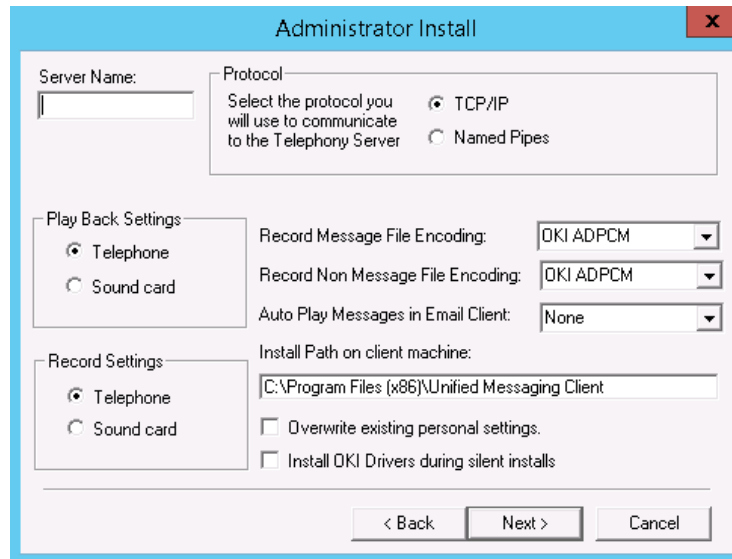 Administrator Install
x
Server Name:
Protocol
Select the protocol you
will use to communicate
to the Telephony Server
TCP/IP
Named Pipes
Play Back Settings
Telephone
Sound card
Record Message File Encoding:
OKI ADPCM
Record Non Message File Encoding:
OKI ADPCM
Auto Play Messages in Email Client:
None
Record Settings
Telephone
Sound card
Install Path on client machine:
C:\Program Files (x86)\Unified Messaging Client
Overwrite existing personal settings.
Install OKI Drivers during silent installs
< Back
Next >
Cancel